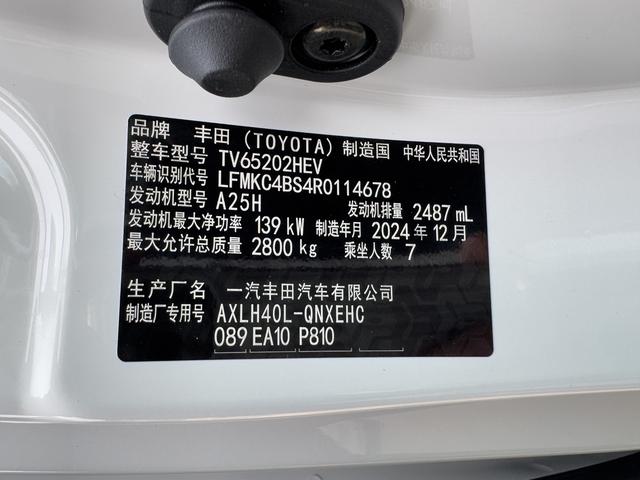 品牌 丰田 (TOYOTA) 制造国 中华人民共和国
整车型号 TV65202HEV
车辆识别代号 LFMKC4BS4R0114678
发动机型号 A25H 发动机排量 2487 mL
发动机最大净功率 139 kW 制造年月 2024 年 12 月
最大允许总质量 2800 kg 乘坐人数 7
生产厂名 一汽丰田汽车有限公司
制造厂专用号 AXLH40L-QNXEHC
089 EA10 P810